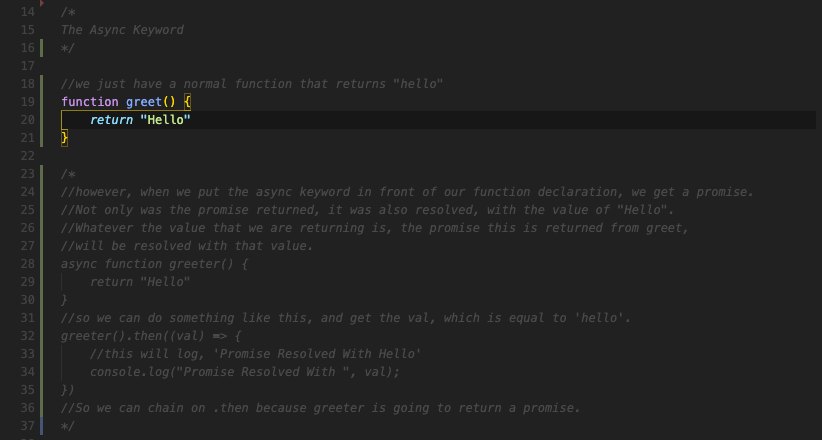 14 /*
15 The Async Keyword
16 */
17
18 //we just have a normal function that returns "hello"
19 function greet() {
20     return "Hello"
21 }
22
23 /*
24 //however, when we put the async keyword in front of our function declaration, we get a promise.
25 //Not only was the promise returned, it was also resolved, with the value of "Hello".
26 //Whatever the value that we are returning is, the promise this is returned from greet,
27 //will be resolved with that value.
28 async function greeter() {
29     return "Hello"
30 }
31 //so we can do something like this, and get the val, which is equal to 'hello'.
32 greeter().then((val) => {
33     //this will log, 'Promise Resolved With Hello'
34     console.log("Promise Resolved With ", val);
35 })
36 //So we can chain on .then because greeter is going to return a promise.
37 */